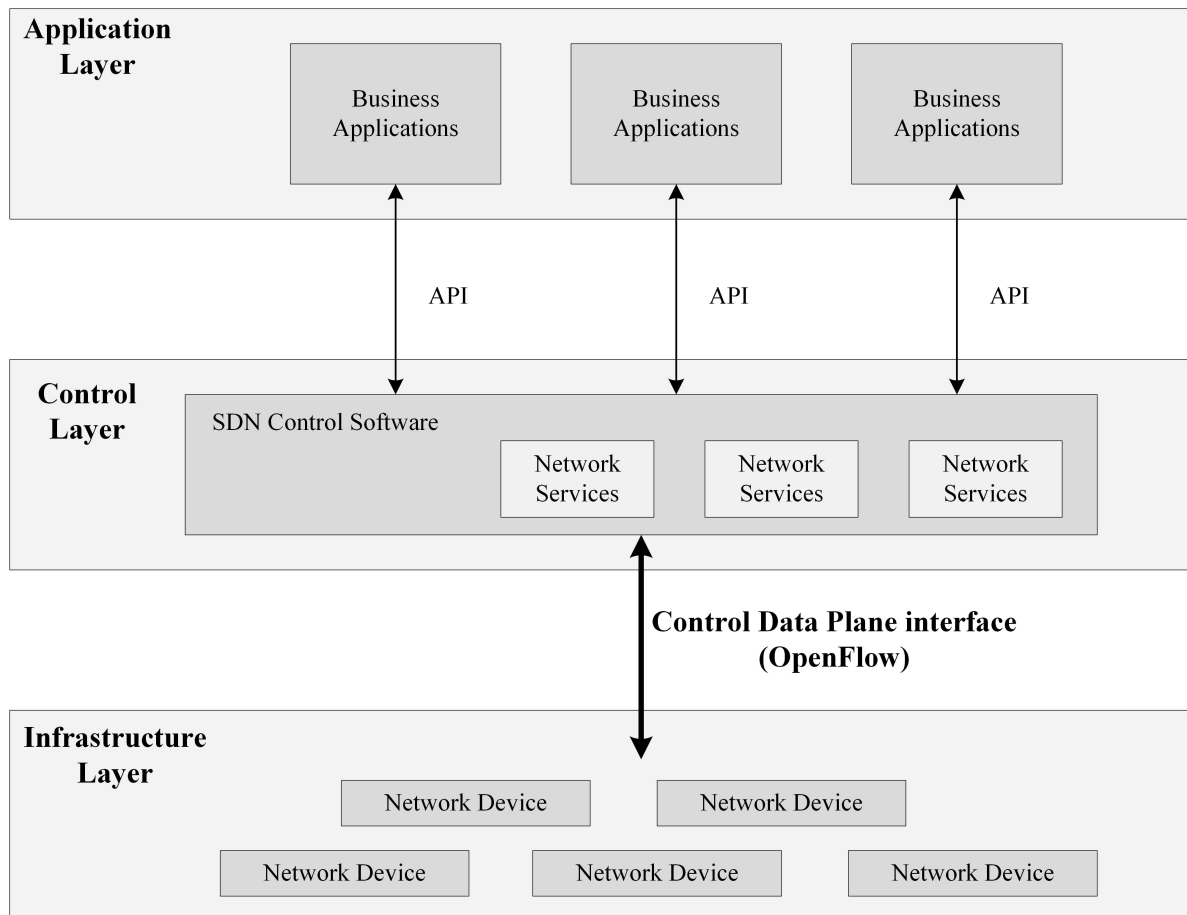 Application
Layer
Business
Applications
Business
Applications
Business
Applications
API
API
API
Control
Layer
SDN Control Software
Network
Services
Network
Services
Network
Services
Control Data Plane interface
(OpenFlow)
Infrastructure
Layer
Network Device
Network Device
Network Device
Network Device
Network Device